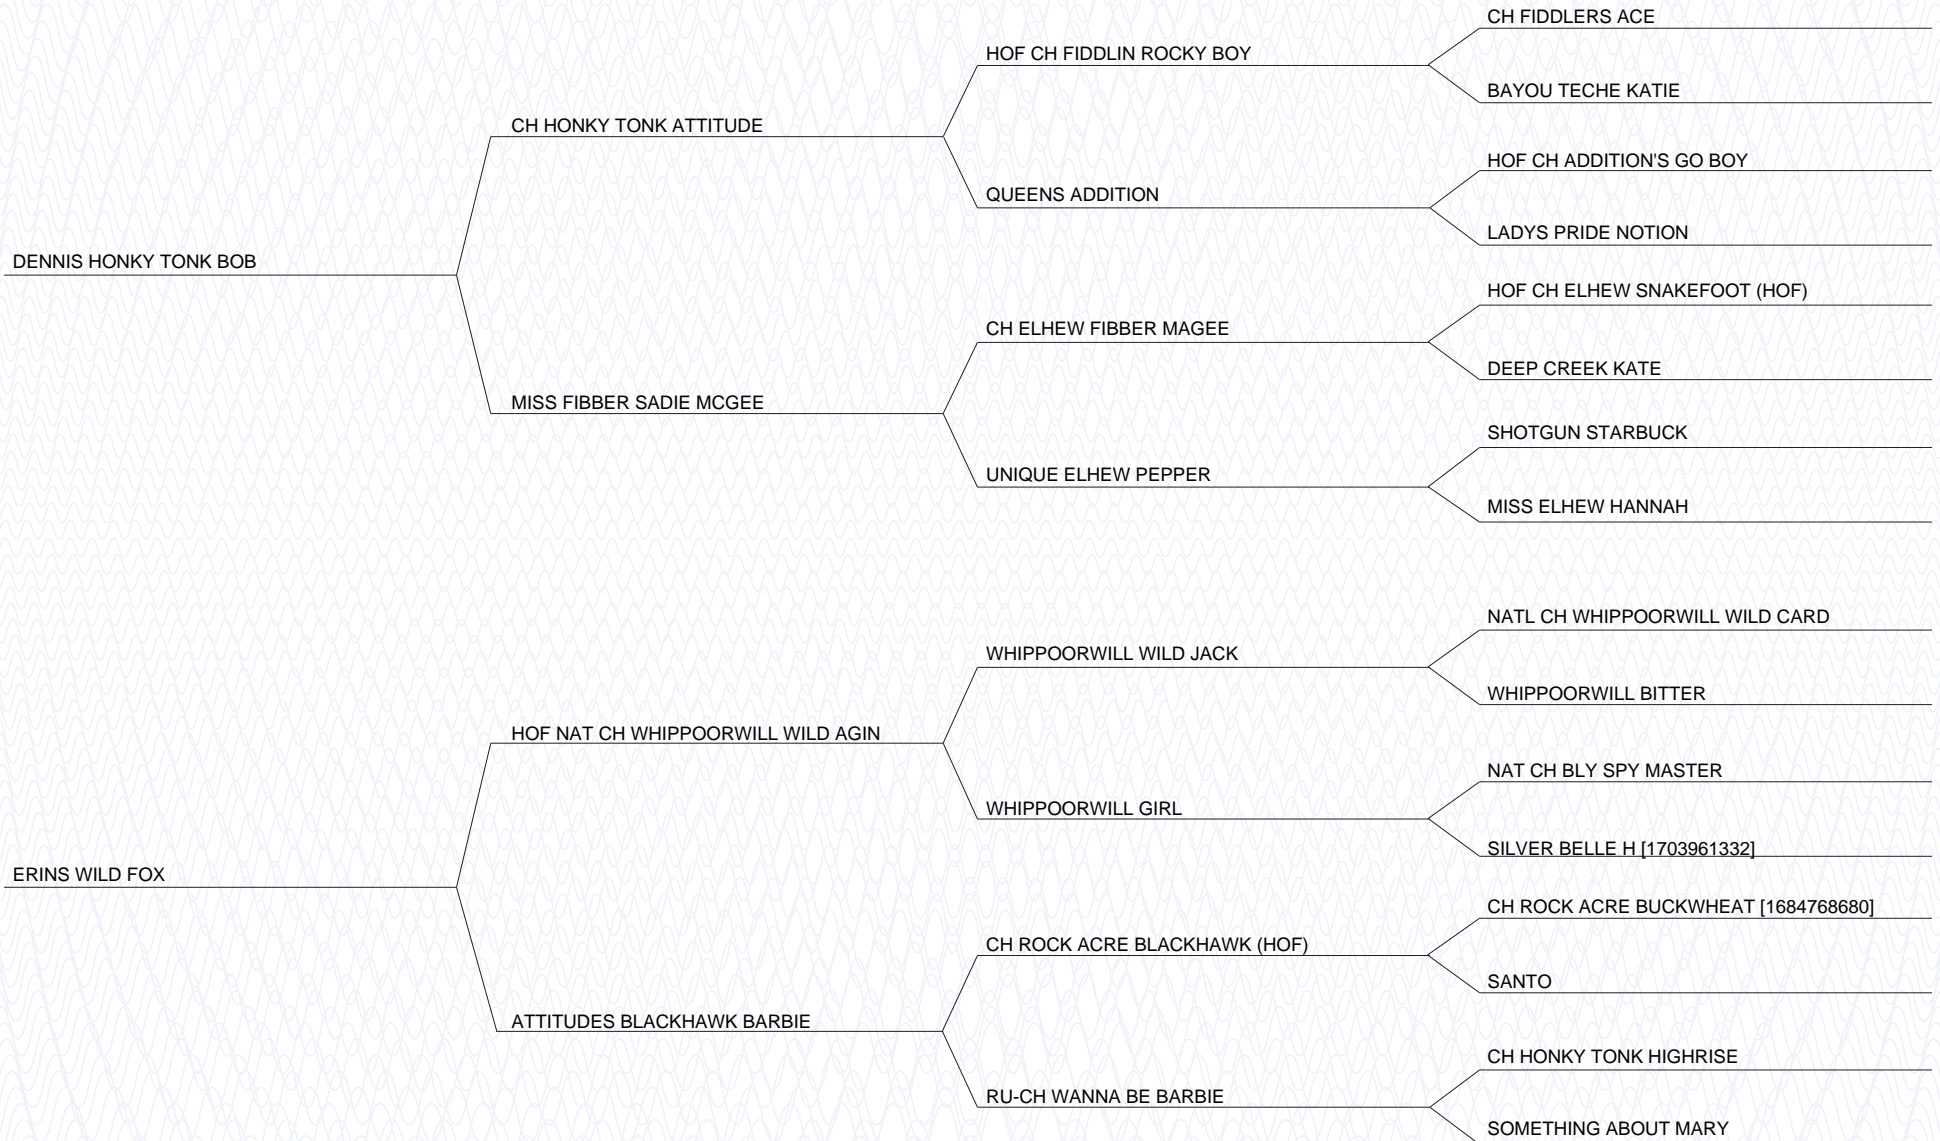 CH FIDDLERS ACE
HOF CH FIDDLIN ROCKY BOY
BAYOU TECHE KATIE
CH HONKY TONK ATTITUDE
HOF CH ADDITION'S GO BOY
QUEENS ADDITION
LADYS PRIDE NOTION
DENNIS HONKY TONK BOB
HOF CH ELHEW SNAKEFOOT (HOF)
CH ELHEW FIBBER MAGEE
DEEP CREEK KATE
MISS FIBBER SADIE MCGEE
SHOTGUN STARBUCK
UNIQUE ELHEW PEPPER
MISS ELHEW HANNAH
NATL CH WHIPPOORWILL WILD CARD
WHIPPOORWILL WILD JACK
WHIPPOORWILL BITTER
HOF NAT CH WHIPPOORWILL WILD AGIN
NAT CH BLY SPY MASTER
WHIPPOORWILL GIRL
SILVER BELLE H [1703961332]
ERINS WILD FOX
CH ROCK ACRE BUCKWHEAT [1684768680]
CH ROCK ACRE BLACKHAWK (HOF)
SANTO
ATTITUDES BLACKHAWK BARBIE
CH HONKY TONK HIGHRISE
RU-CH WANNA BE BARBIE
SOMETHING ABOUT MARY